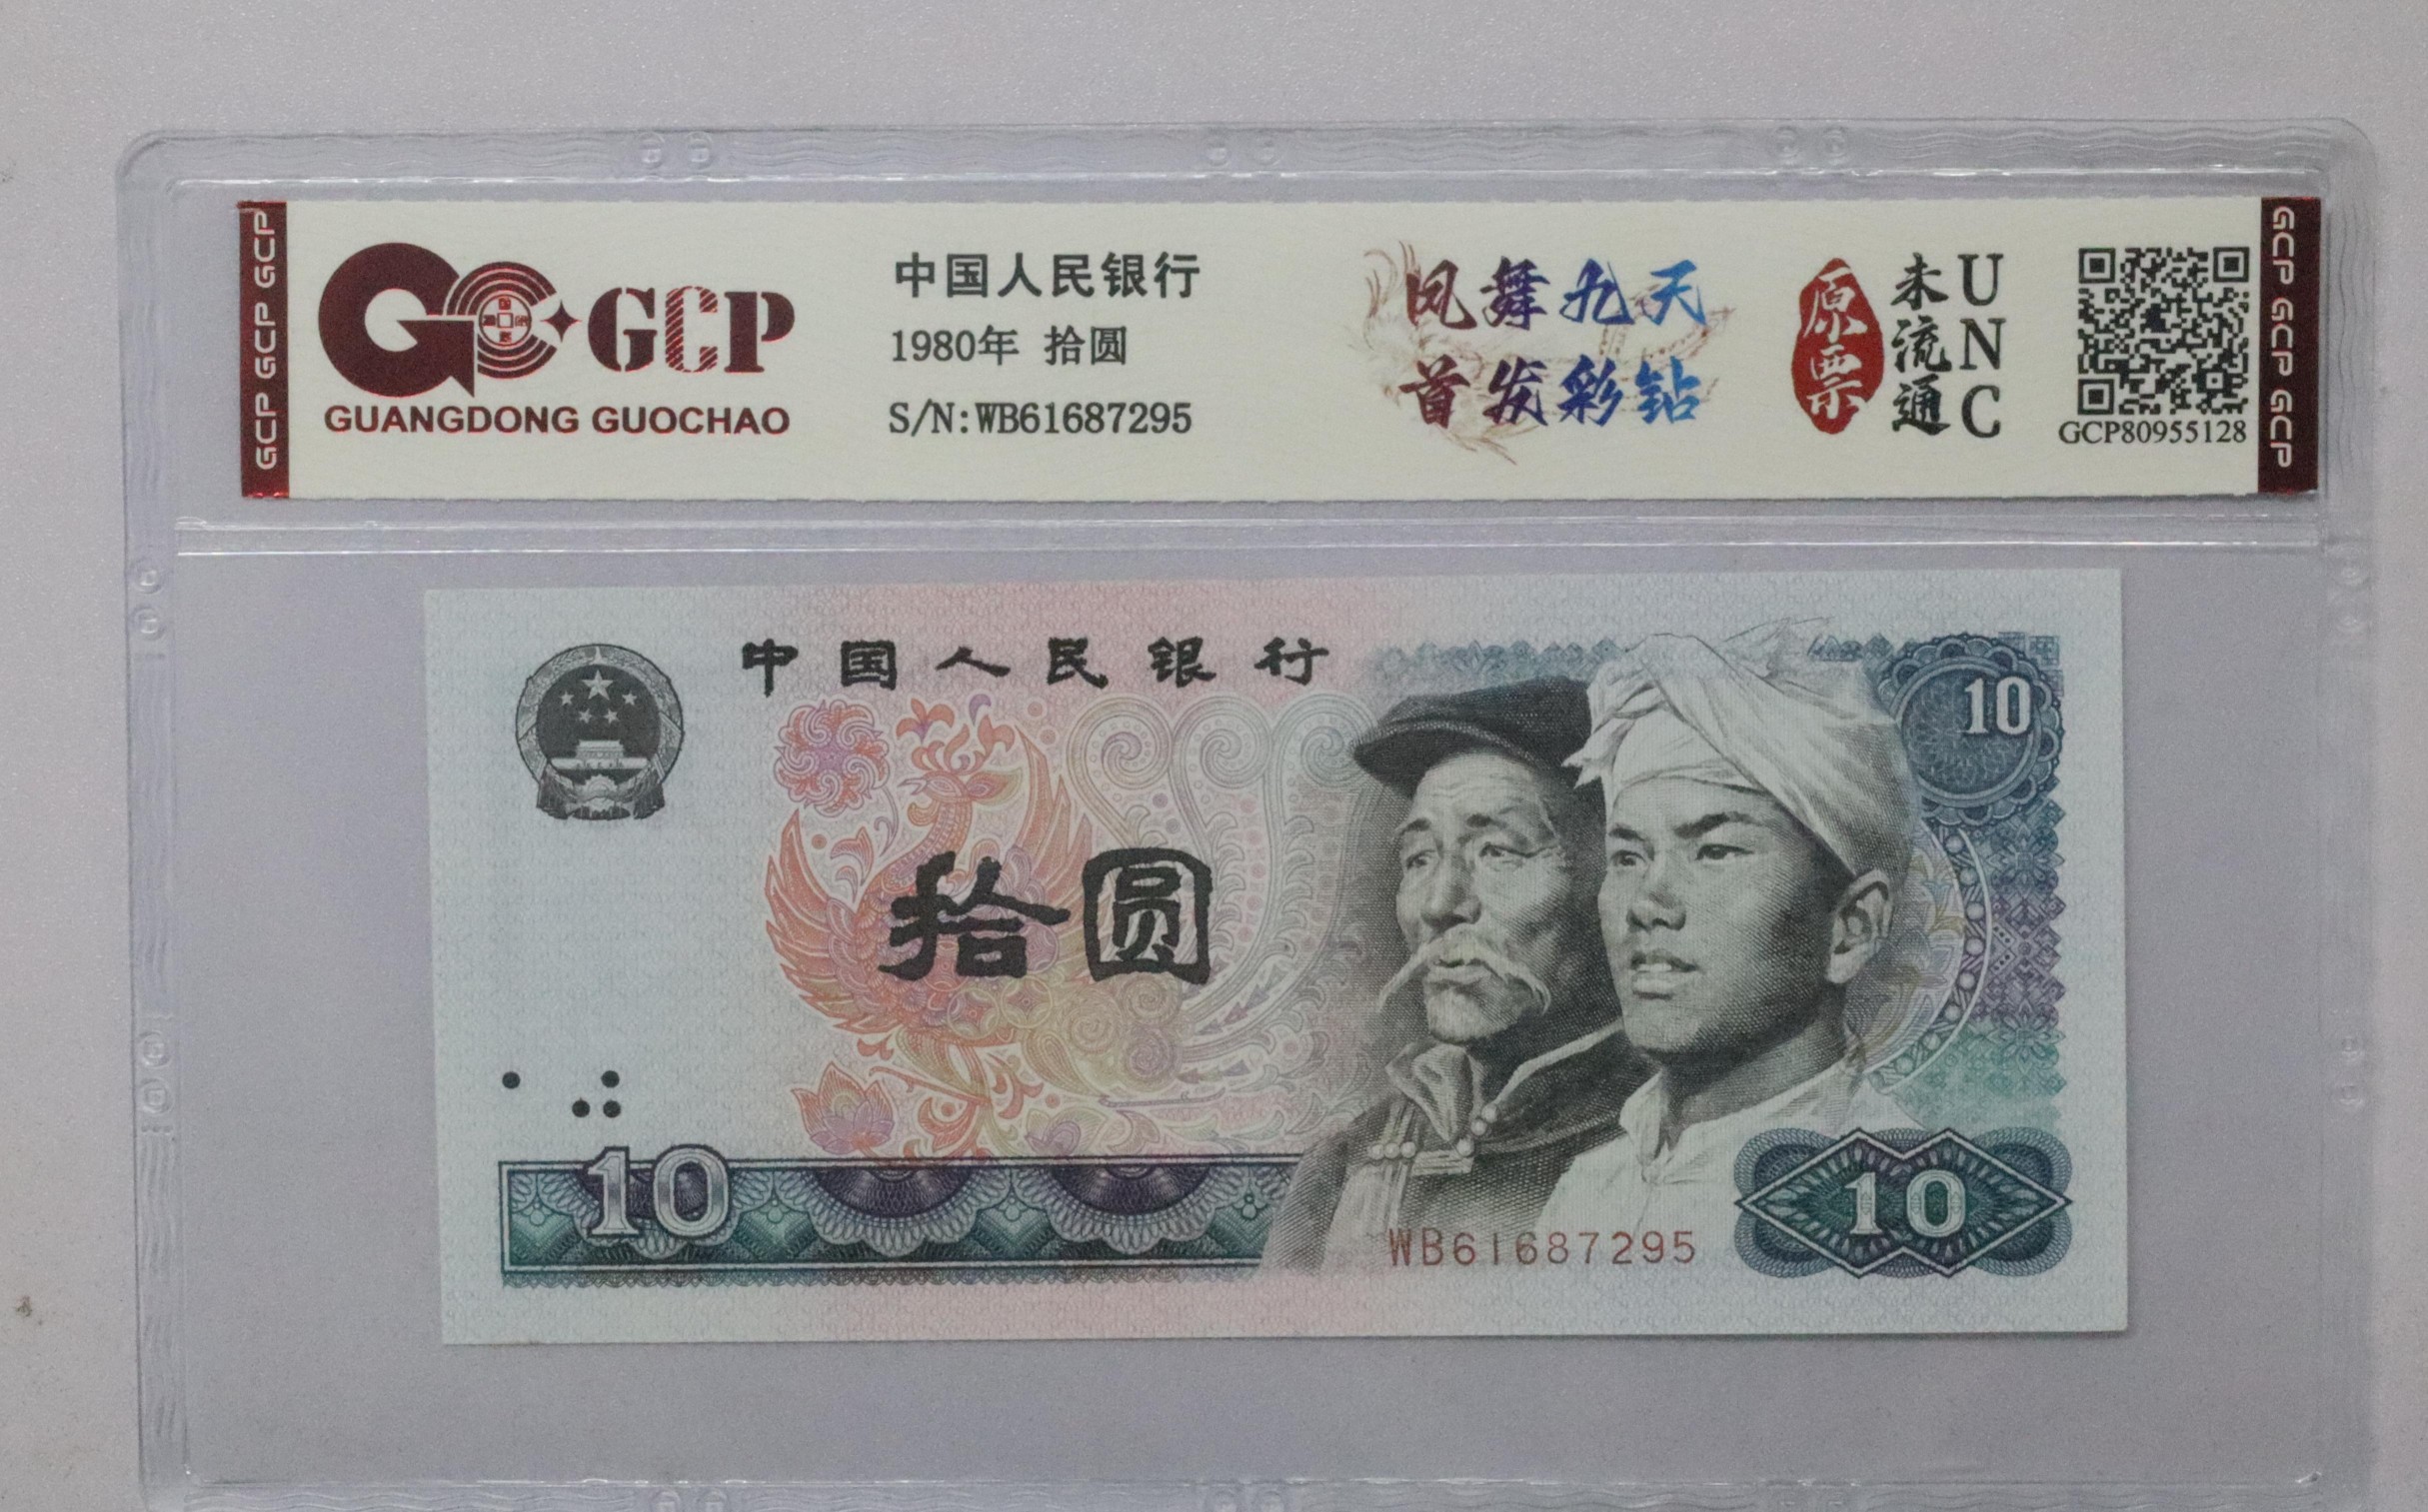 GCP GCP GCP
GCP
GUANGDONG GUOCHAO
中国人民银行
1980年 拾圆
S/N:WB61687295
凤舞九天
首发彩钻
原票
未流通
UNC
GCP80955128
GCP GCP GCP
中国人民银行
10
拾圆
10
WB61687295
10